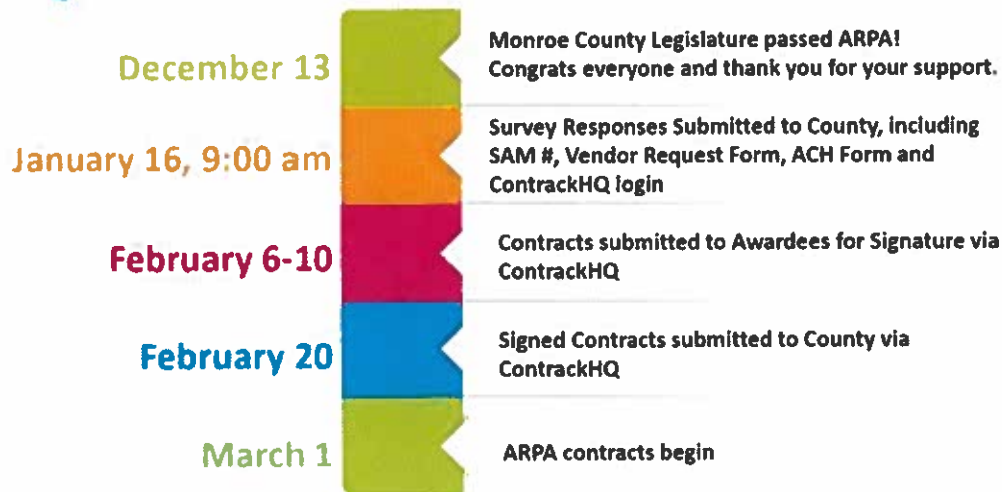 December 13
Monroe County Legislature passed ARPA!
Congrats everyone and thank you for your support.
January 16, 9:00 am
Survey Responses Submitted to County, including
SAM #, Vendor Request Form, ACH Form and
ContrackHQ login
February 6-10
Contracts submitted to Awardees for Signature via
ContrackHQ
February 20
Signed Contracts submitted to County via
ContrackHQ
March 1
ARPA contracts begin